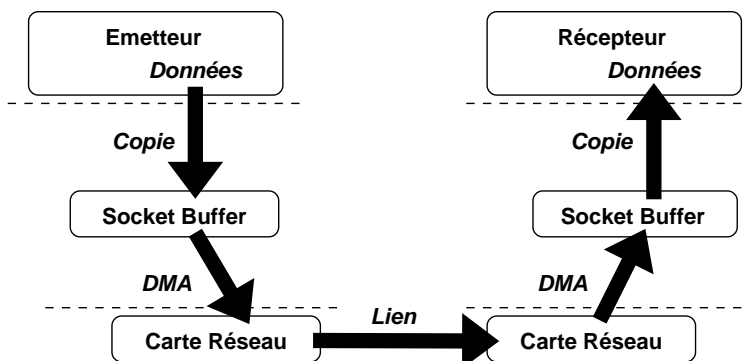 Emetteur
Données
Copie
Socket Buffer
DMA
Carte Réseau
Lien
Récepteur
Données
Copie
Socket Buffer
DMA
Carte Réseau